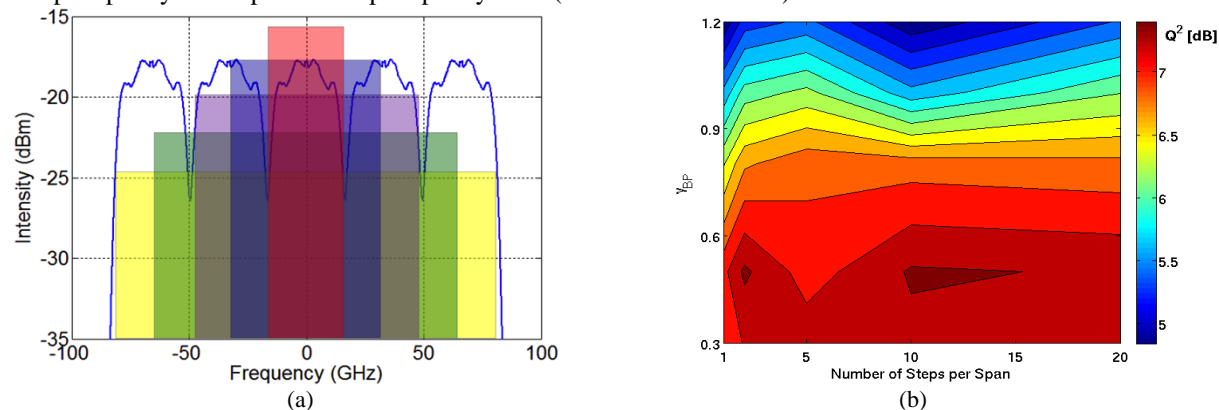 -15
-20
-25
-30
-35
Intensity (dBm)
-100 -50 0 50 100
Frequency (GHz)
(a)
1.2
0.9
0.6
0.3
γBP
1 5 10 15 20
Number of Steps per Span
Q² [dB]
7
6.5
6
5.5
5
(b)